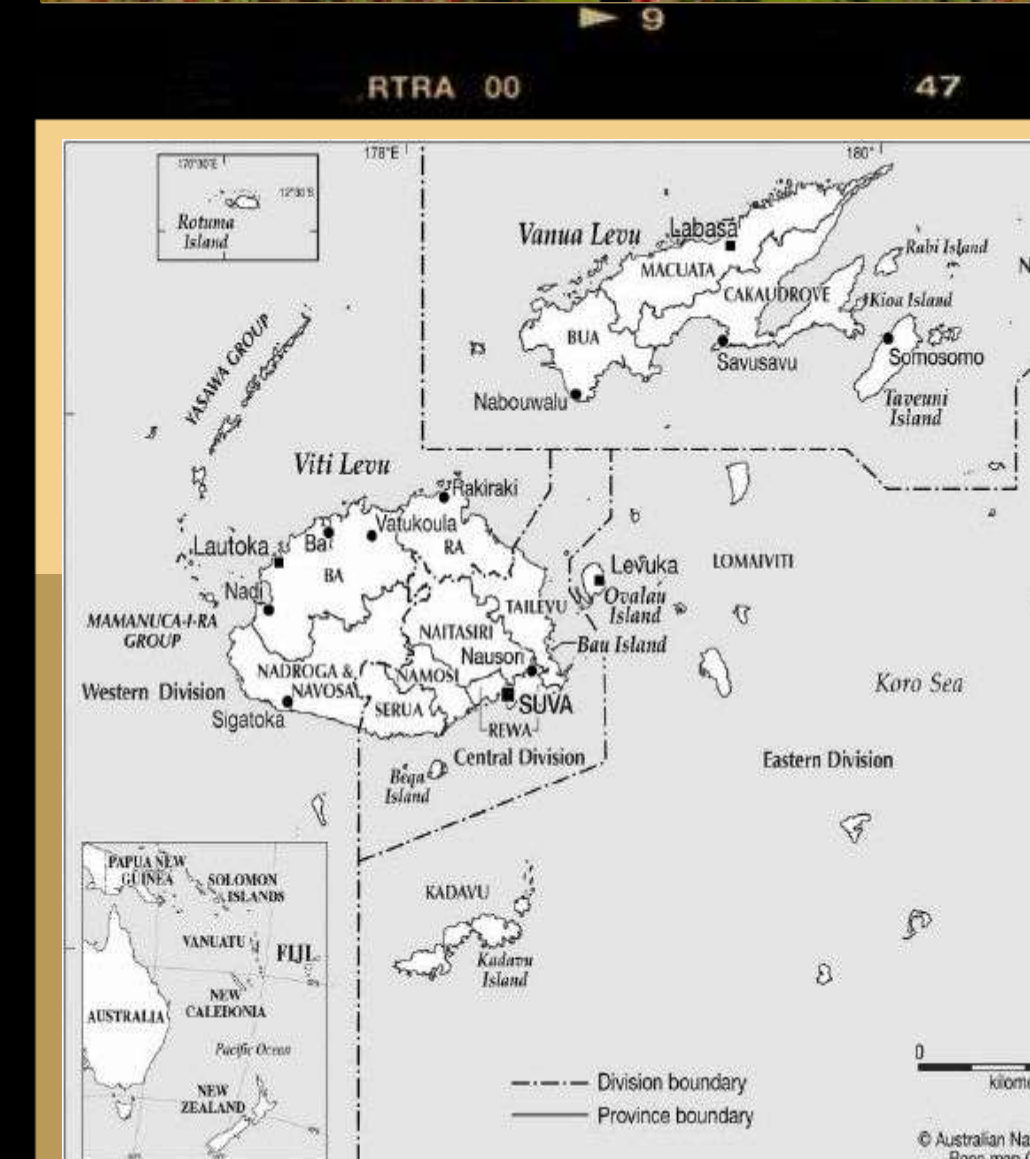 9
RTRA 00
47
178°E
180°
12°30'S
Rotuma
Island
Vanua Levu
Labasa
Rabi Island
MACUATA
CAKAUDROVE
Kioa Island
BUA
Savusavu
Somosomo
Nabouwalu
Taveuni
Island
YASAWA GROUP
Viti Levu
Rakiraki
Vatukoula
Lautoka
Ba
RA
BA
Nadi
Levuka
Ovalau
Island
LOMAIVITI
TAILEVU
MAMANUCA-I-RA
GROUP
NAITASIRI
Bau Island
Nausori
NADROGA &
NAVOSA
NAMOSI
Western Division
SERUA
SUVA
Sigatoka
REWA
Koro Sea
Central Division
Eastern Division
Beqa
Island
KADAVU
Kadavu
Island
PAPUA NEW
GUINEA
SOLOMON
ISLANDS
VANUATU
FIJI
NEW
CALEDONIA
AUSTRALIA
Pacific Ocean
NEW
ZEALAND
Division boundary
Province boundary
0
kilome
© Australian Na